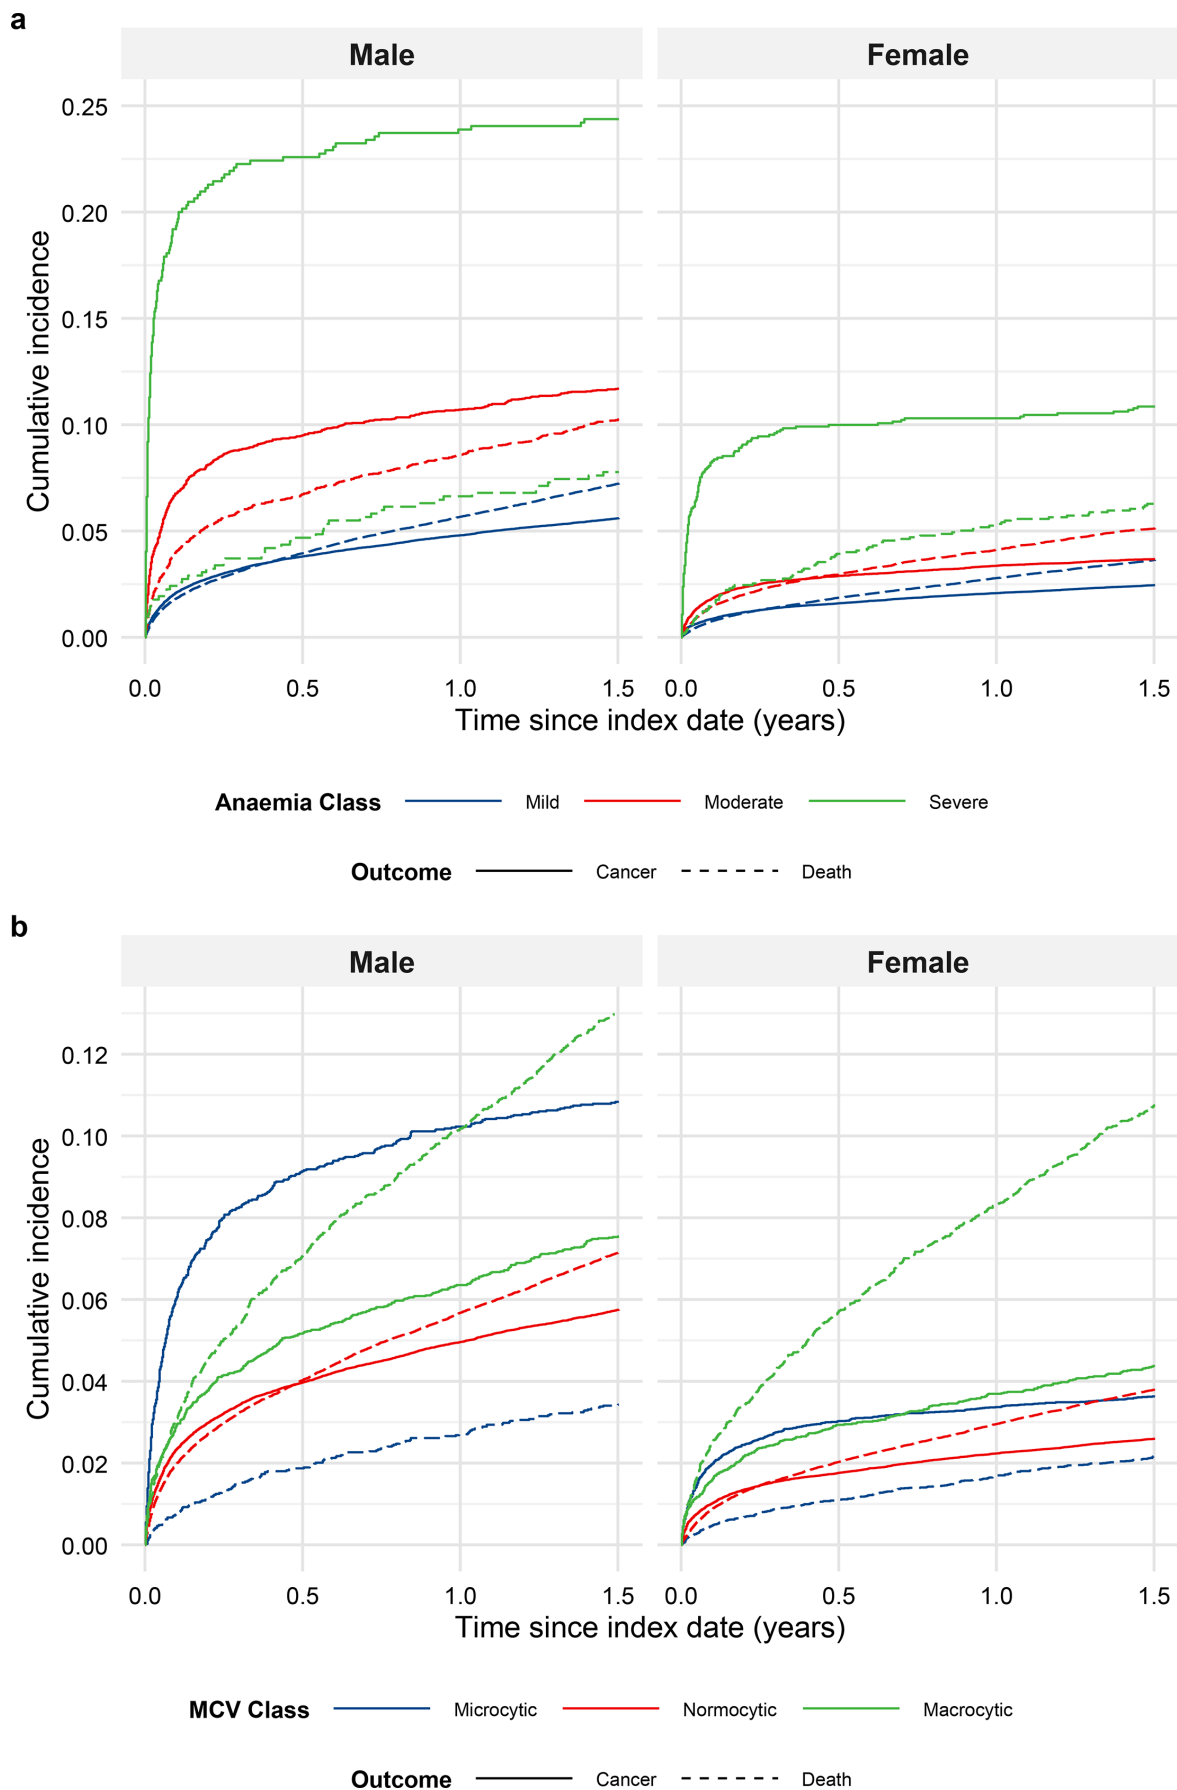 a
Male Female
Cumulative incidence
0.25
0.20
0.15
0.10
0.05
0.00
0.0 0.5 1.0 1.5 0.0 0.5 1.0 1.5
Time since index date (years)
Anaemia Class Mild Moderate Severe
Outcome Cancer Death
b
Male Female
Cumulative incidence
0.12
0.10
0.08
0.06
0.04
0.02
0.00
0.0 0.5 1.0 1.5 0.0 0.5 1.0 1.5
Time since index date (years)
MCV Class Microcytic Normocytic Macrocytic
Outcome Cancer Death